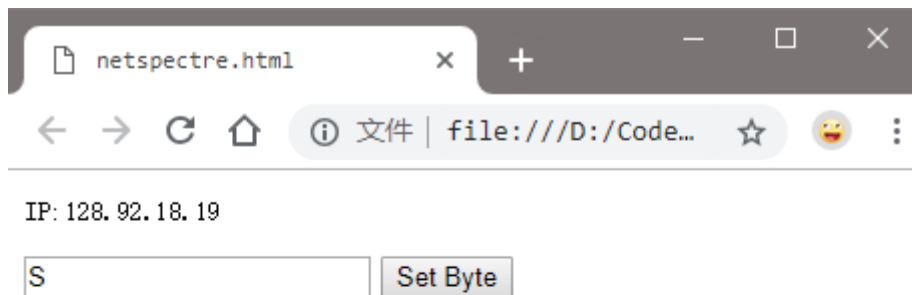 netspectre.html
文件 | file:///D:/Code…
IP: 128.92.18.19
S
Set Byte